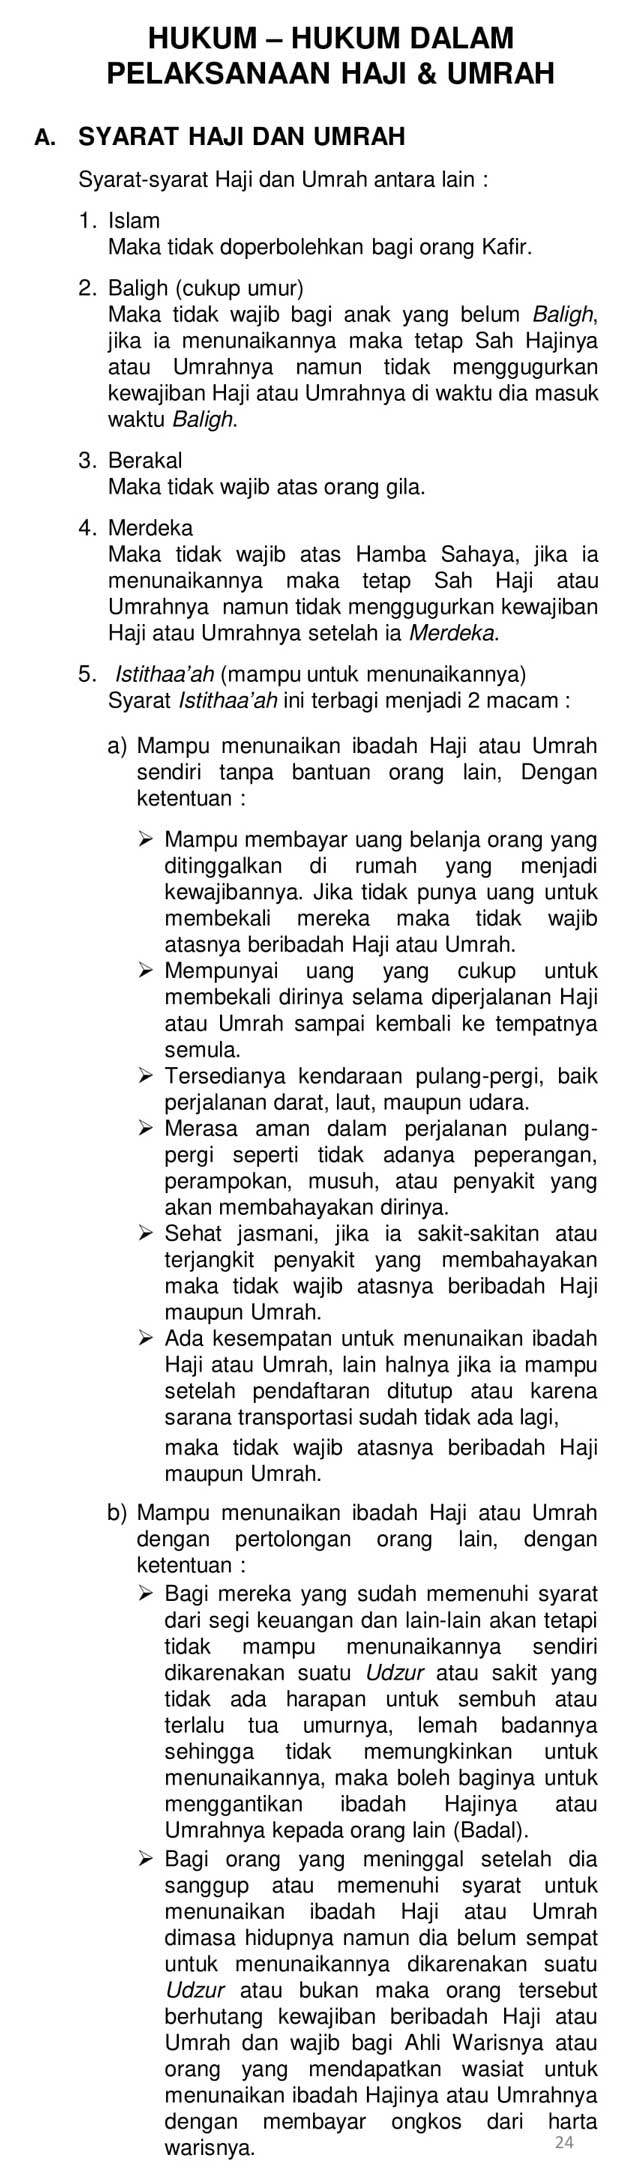 HUKUM – HUKUM DALAM
PELAKSANAAN HAJI & UMRAH
A. SYARAT HAJI DAN UMRAH
Syarat-syarat Haji dan Umrah antara lain :
1. Islam
Maka tidak doperbolehkan bagi orang Kafir.
2. Baligh (cukup umur)
Maka tidak wajib bagi anak yang belum Baligh,
jika ia menunaikannya maka tetap Sah Hajinya
atau Umrahnya namun tidak menggugurkan
kewajiban Haji atau Umrahnya di waktu dia masuk
waktu Baligh.
3. Berakal
Maka tidak wajib atas orang gila.
4. Merdeka
Maka tidak wajib atas Hamba Sahaya, jika ia
menunaikannya maka tetap Sah Haji atau
Umrahnya namun tidak menggugurkan kewajiban
Haji atau Umrahnya setelah ia Merdeka.
5. Istithaa'ah (mampu untuk menunaikannya)
Syarat Istithaa'ah ini terbagi menjadi 2 macam :
a) Mampu menunaikan ibadah Haji atau Umrah
sendiri tanpa bantuan orang lain, Dengan
ketentuan :
➢ Mampu membayar uang belanja orang yang
ditinggalkan di rumah yang menjadi
kewajibannya. Jika tidak punya uang untuk
membekali mereka maka tidak wajib
atasnya beribadah Haji atau Umrah.
➢ Mempunyai uang yang cukup untuk
membekali dirinya selama diperjalanan Haji
atau Umrah sampai kembali ke tempatnya
semula.
➢ Tersedianya kendaraan pulang-pergi, baik
perjalanan darat, laut, maupun udara.
➢ Merasa aman dalam perjalanan pulang-
pergi seperti tidak adanya peperangan,
perampokan, musuh, atau penyakit yang
akan membahayakan dirinya.
➢ Sehat jasmani, jika ia sakit-sakitan atau
terjangkit penyakit yang membahayakan
maka tidak wajib atasnya beribadah Haji
maupun Umrah.
➢ Ada kesempatan untuk menunaikan ibadah
Haji atau Umrah, lain halnya jika ia mampu
setelah pendaftaran ditutup atau karena
sarana transportasi sudah tidak ada lagi,
maka tidak wajib atasnya beribadah Haji
maupun Umrah.
b) Mampu menunaikan ibadah Haji atau Umrah
dengan pertolongan orang lain, dengan
ketentuan :
➢ Bagi mereka yang sudah memenuhi syarat
dari segi keuangan dan lain-lain akan tetapi
tidak mampu menunaikannya sendiri
dikarenakan suatu Udzur atau sakit yang
tidak ada harapan untuk sembuh atau
terlalu tua umurnya, lemah badannya
sehingga tidak memungkinkan untuk
menunaikannya, maka boleh baginya untuk
menggantikan ibadah Hajinya atau
Umrahnya kepada orang lain (Badal).
➢ Bagi orang yang meninggal setelah dia
sanggup atau memenuhi syarat untuk
menunaikan ibadah Haji atau Umrah
dimasa hidupnya namun dia belum sempat
untuk menunaikannya dikarenakan suatu
Udzur atau bukan maka orang tersebut
berhutang kewajiban beribadah Haji atau
Umrah dan wajib bagi Ahli Warisnya atau
orang yang mendapatkan wasiat untuk
menunaikan ibadah Hajinya atau Umrahnya
dengan membayar ongkos dari harta
warisnya.
24